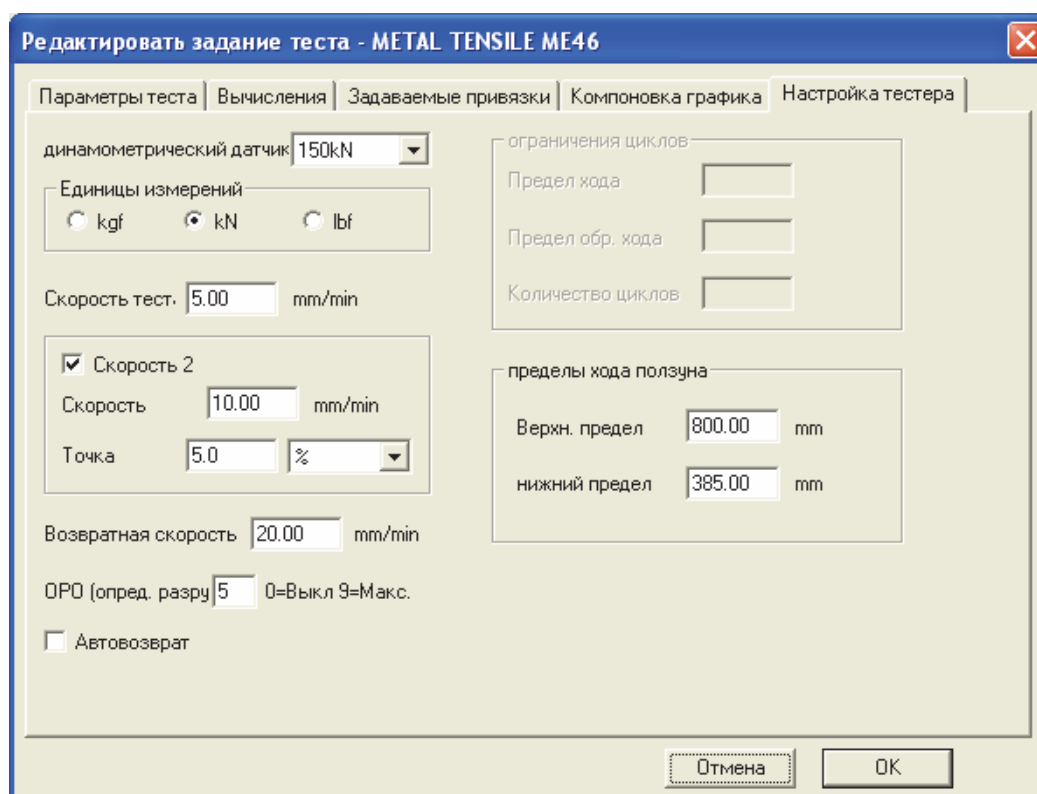 Редактировать задание теста - METAL TENSILE ME46
Параметры теста
Вычисления
Задаваемые привязки
Компоновка графика
Настройка тестера
динамометрический датчик 150kN
Единицы измерений
kgf
kN
lbf
Скорость тест.
5.00
mm/min
Скорость 2
Скорость 10.00 mm/min
Точка 5.0 %
Возвратная скорость 20.00 mm/min
ОРО (опред. разру 5 0=Выкл 9=Макс.
Автовозврат
ограничения циклов
Предел хода
Предел обр. хода
Количество циклов
пределы хода ползуна
Верхн. предел 800.00 mm
нижний предел 385.00 mm
Отмена
OK